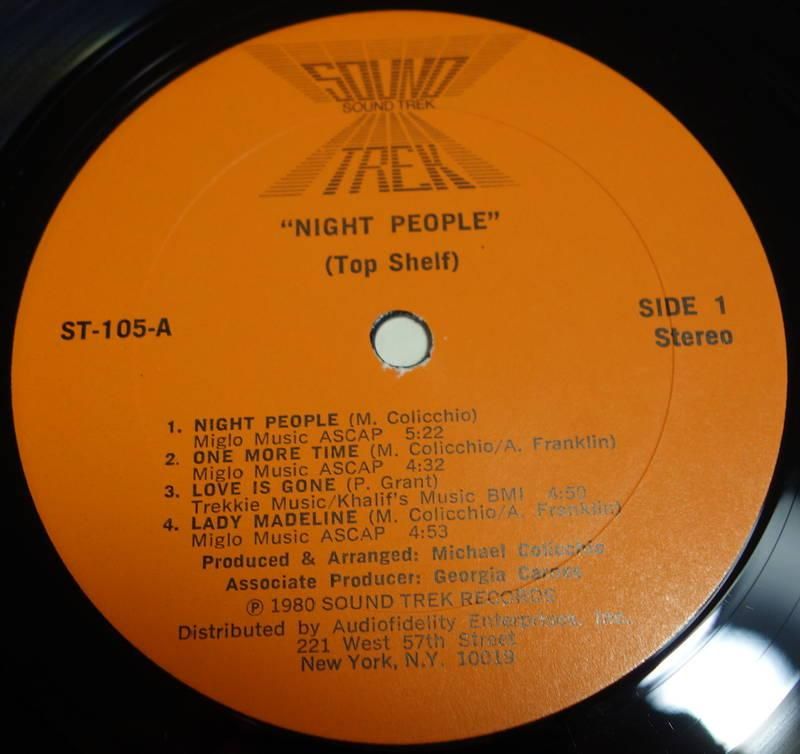 SOUND
SOUND TREK
TREK
"NIGHT PEOPLE"
(Top Shelf)
ST-105-A
SIDE 1
Stereo
1. NIGHT PEOPLE (M. Colicchio)
Miglo Music ASCAP 5:22
2. ONE MORE TIME (M. Colicchio/A. Franklin)
Miglo Music ASCAP 4:32
3. LOVE IS GONE (P. Grant)
Trekkie Music/Khalif's Music BMI 4:50
4. LADY MADELINE (M. Colicchio/A. Franklin)
Miglo Music ASCAP 4:53
Produced & Arranged: Michael Colicchio
Associate Producer: Georgia
Ⓟ 1980 SOUND TREK RECORDS
Distributed by Audiofidelity Enterprises, Inc.,
221 West 57th Street
New York, N.Y. 10019